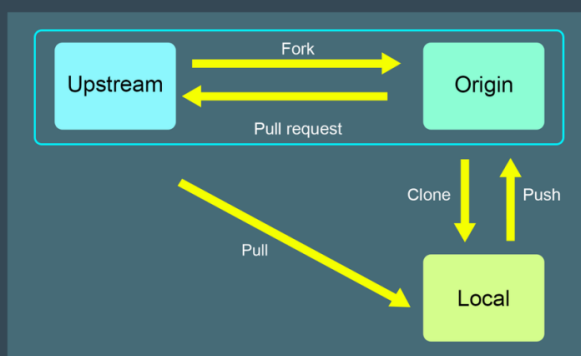 Fork
Upstream
Origin
Pull request
Clone
Push
Pull
Local